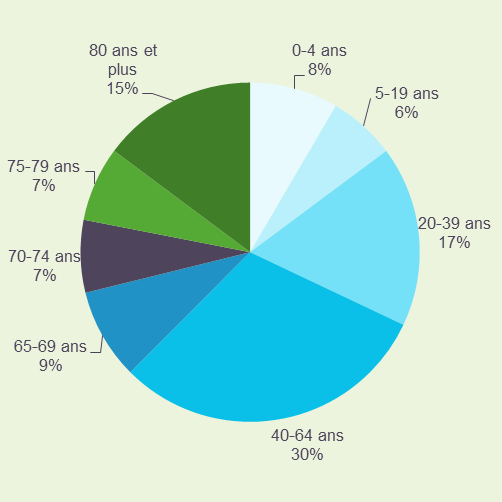 0-4 ans
8%
5-19 ans
6%
20-39 ans
17%
40-64 ans
30%
65-69 ans
9%
70-74 ans
7%
75-79 ans
7%
80 ans et
plus
15%